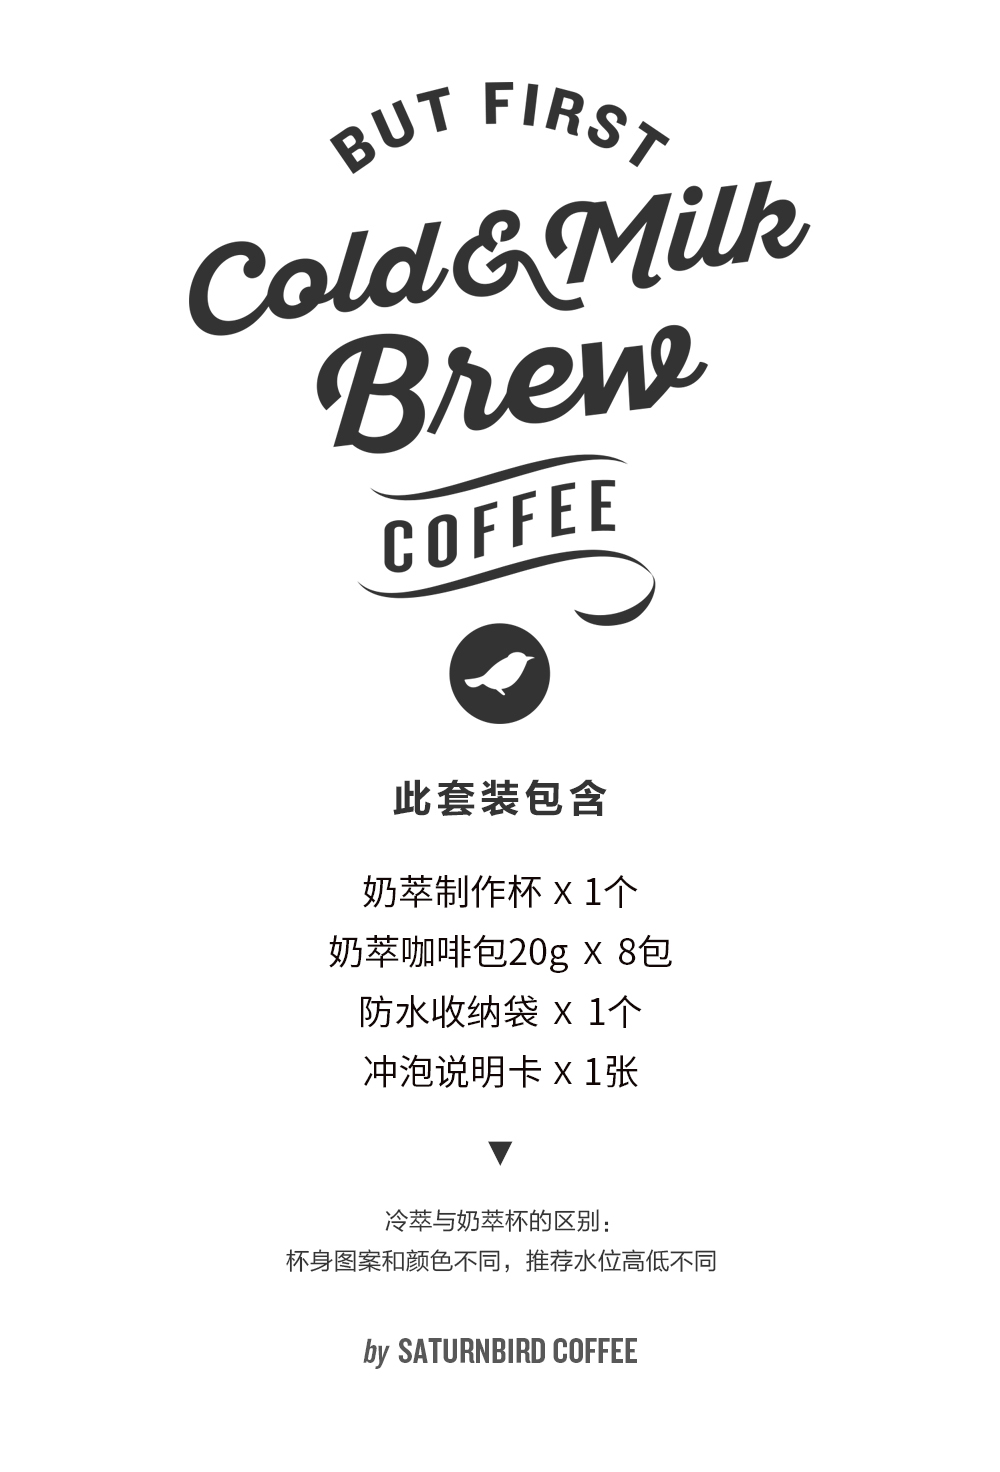 BUT FIRST
Cold & Milk
Brew
COFFEE
此套装包含
奶萃制作杯 X 1个
奶萃咖啡包20g X 8包
防水收纳袋 X 1个
冲泡说明卡 X 1张
冷萃与奶萃杯的区别：
杯身图案和颜色不同，推荐水位高低不同
by SATURNBIRD COFFEE